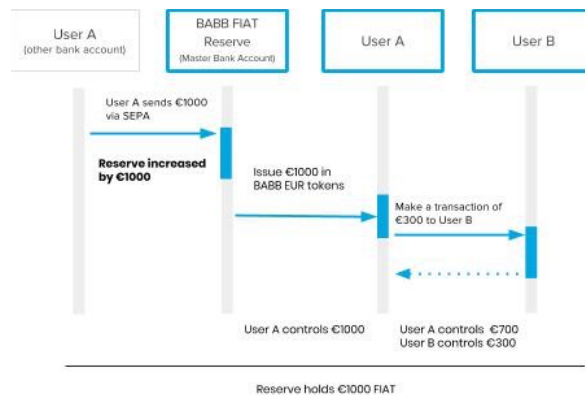 User A
(other bank account)
BABB FIAT
Reserve
(Master Bank Account)
User A
User B
User A sends €1000
via SEPA
Reserve increased
by €1000
Issue €1000 in
BABB EUR tokens
Make a transaction of
€300 to User B
User A controls €1000
User A controls €700
User B controls €300
Reserve holds €1000 FIAT